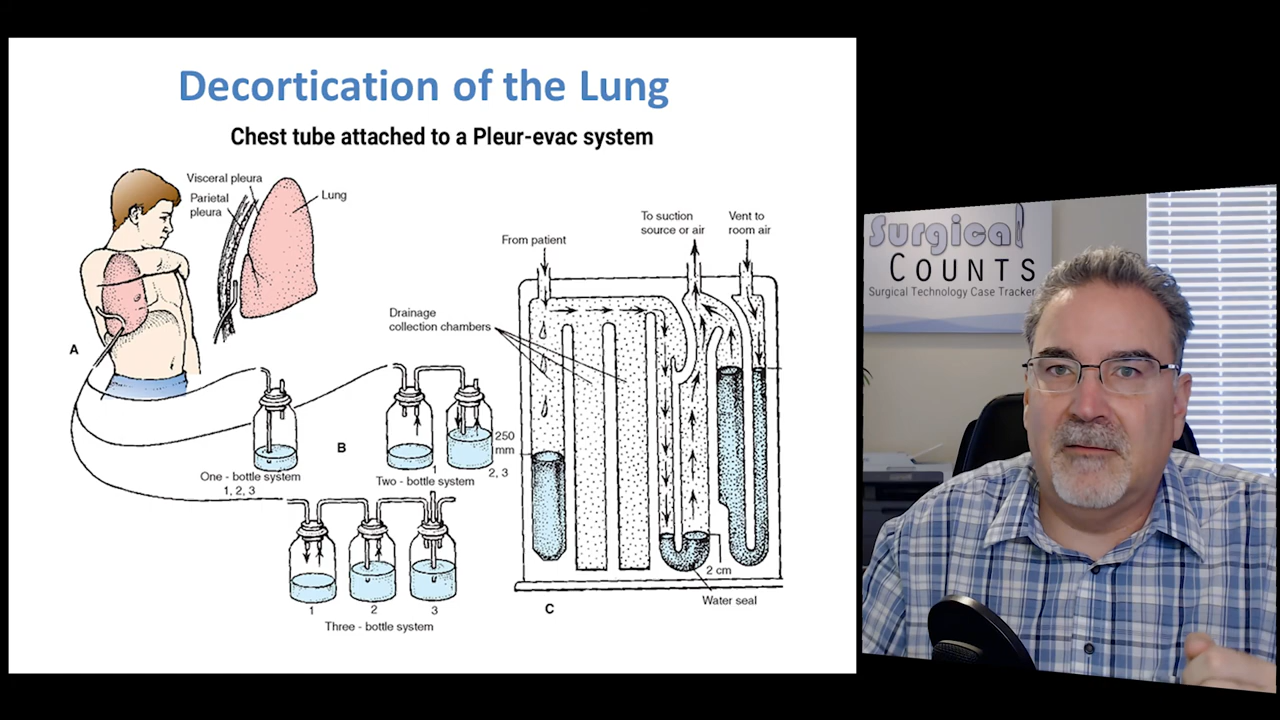 Decortication of the Lung
Chest tube attached to a Pleur-evac system
Visceral pleura
Parietal
pleura
Lung
A
One - bottle system
1, 2, 3
B
1
Two - bottle system
2, 3
250
mm
1
2
3
Three - bottle system
From patient
To suction
source or air
Vent to
room air
Drainage
collection chambers
2 cm
Water seal
C
Surgical
COUNTS
Surgical Technology Case Tracker